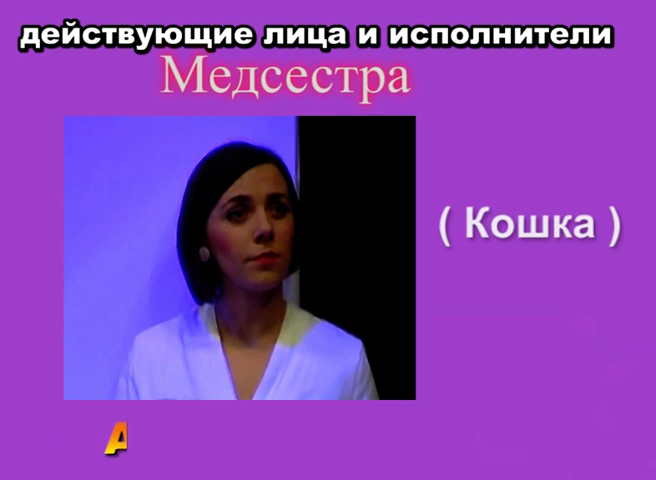 действующие лица и исполнители
Медсестра
( Кошка )
А